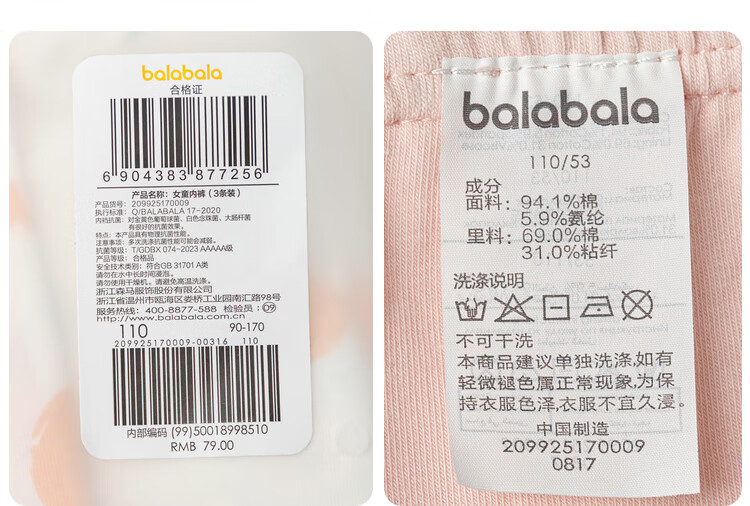 balabala
合格证
6 904383 877256
产品名称: 女童内裤 (3条装)
产品货号: 209925170009
执行标准: Q/BALABALA 17-2020
内裆抗菌: 对金黄色葡萄球菌、白色念珠菌、大肠杆菌
有很好的抗菌效果。
特点: 本产品具有物理抗菌性能。
注意事项: 多次洗涤抗菌性能可能会减弱。
抗菌等级: T/GDBX 074-2023 AAAAA级
产品等级: 合格品
安全技术类别: 符合GB 31701 A类
请勿在水中长时间浸泡。
请勿使用干燥机。请避免高温洗涤。
浙江森马服饰股份有限公司
浙江省温州市瓯海区娄桥工业园南汇路98号
服务热线: 400-8877-588 检验员: 09
http://www.balabala.com.cn
110 90-170
209925170009-00316 110
内部编码 (99)50018998510
RMB 79.00
balabala
110/53
成分
面料: 94.1%棉
5.9%氨纶
里料: 69.0%棉
31.0%粘纤
洗涤说明
不可干洗
本商品建议单独洗涤,如有
轻微褪色属正常现象,为保
持衣服色泽,衣服不宜久浸。
中国制造
209925170009
0817